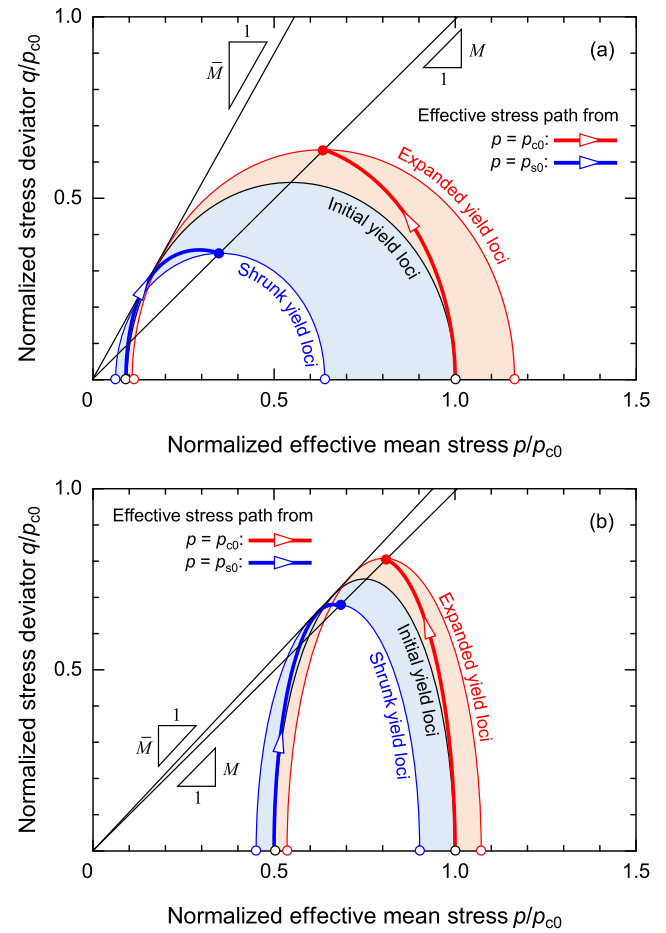 1.0
1
M̄
M
1
(a)
Effective stress path from
p = pc0:
p = ps0:
Normalized stress deviator q/pc0
0.5
Expanded yield loci
Initial yield loci
Shrunk yield loci
0
0.5
1.0
1.5
Normalized effective mean stress p/pc0
1.0
Effective stress path from
p = pc0:
p = ps0:
(b)
Normalized stress deviator q/pc0
0.5
Expanded yield loci
Initial yield loci
Shrunk yield loci
1
M̄
M
1
0
0.5
1.0
1.5
Normalized effective mean stress p/pc0